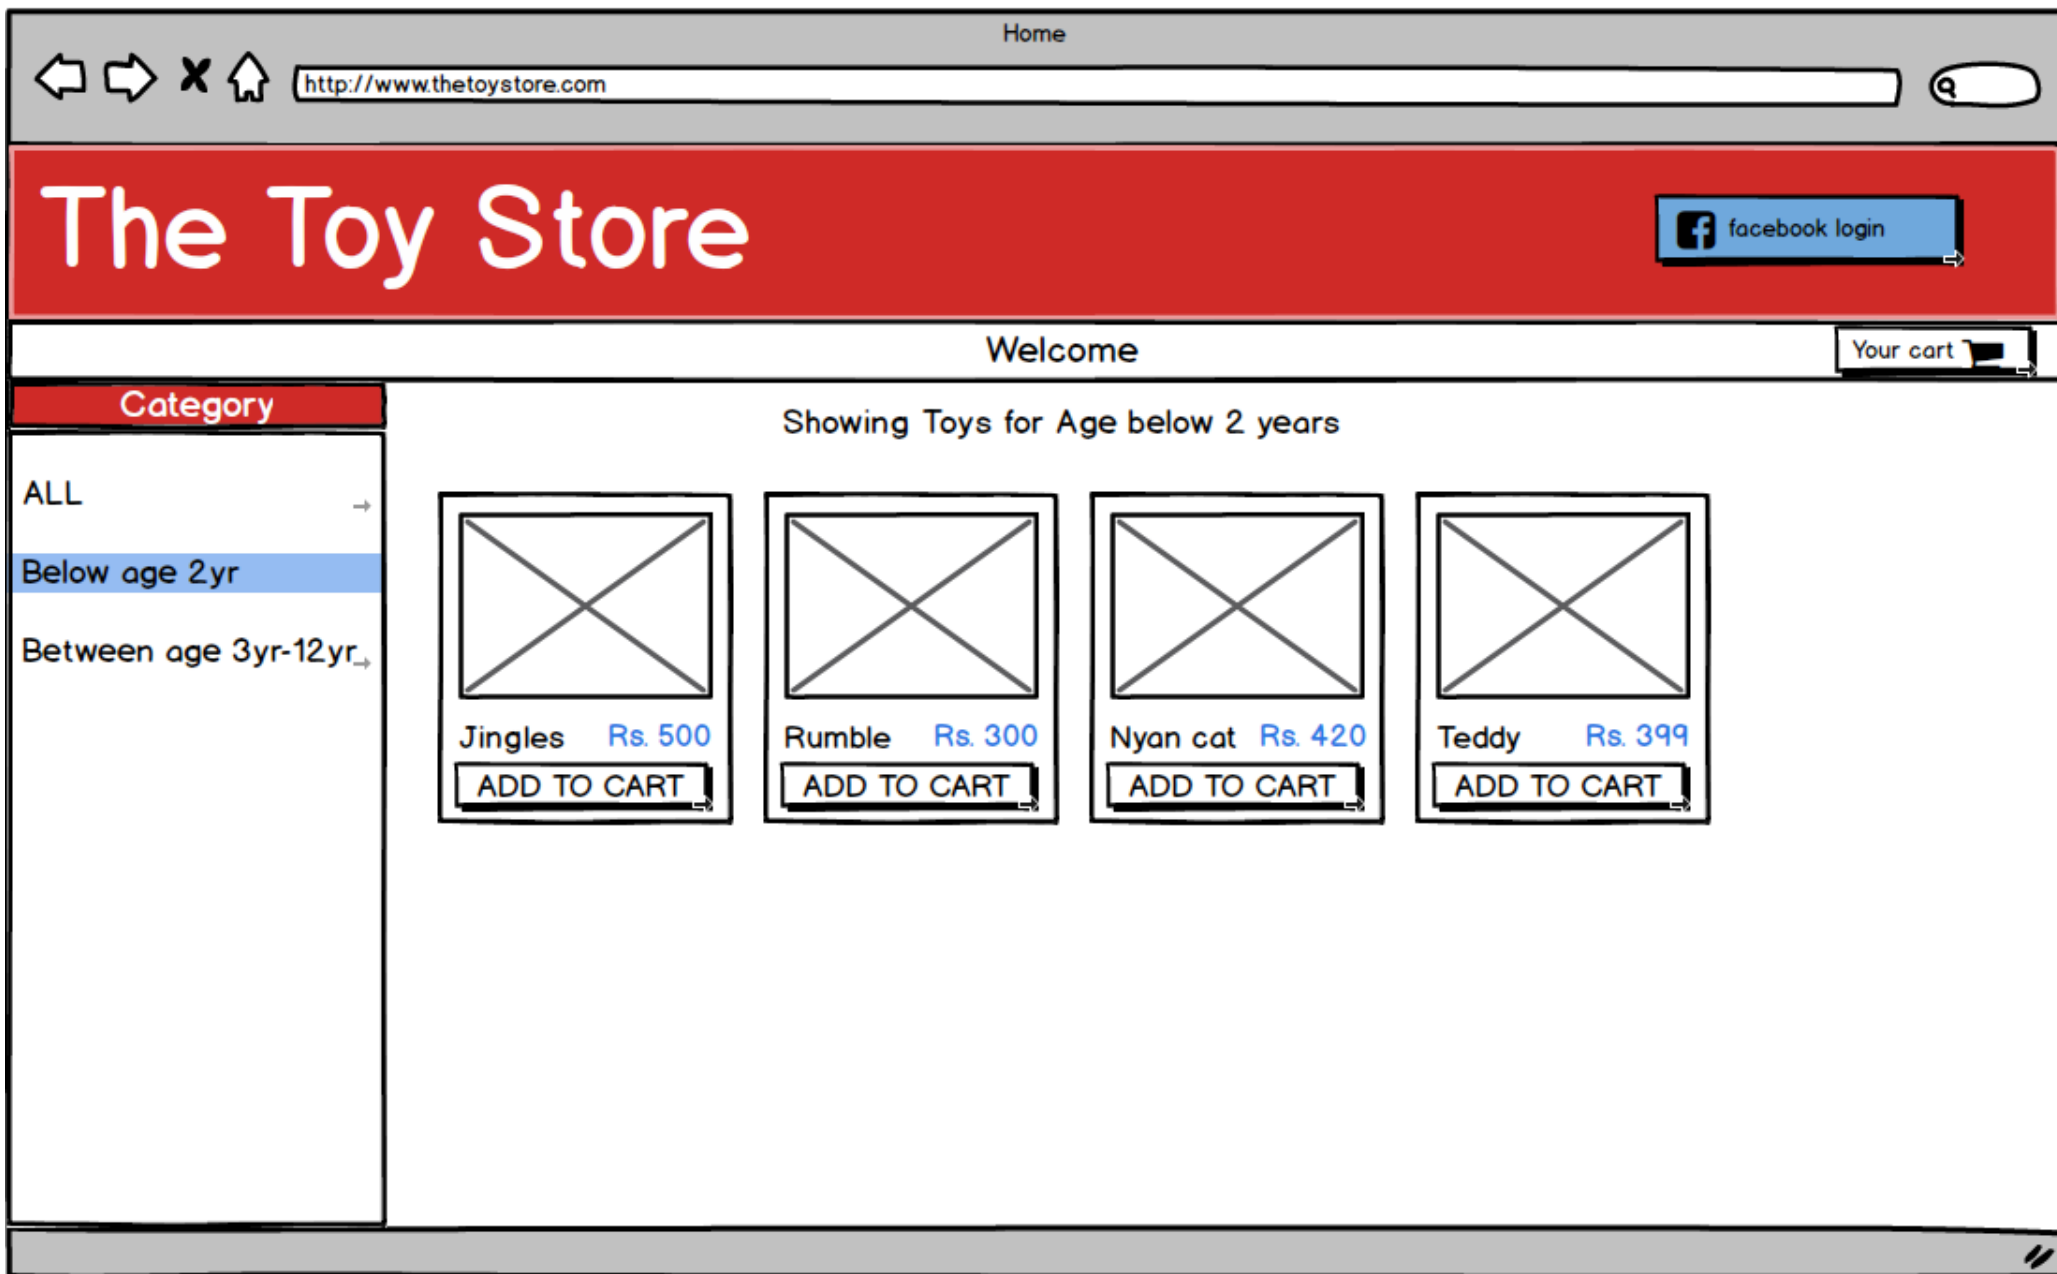 Home
http://www.thetoystore.com
The Toy Store
facebook login
Welcome
Your cart
Category
Showing Toys for Age below 2 years
ALL
Below age 2yr
Between age 3yr-12yr
Jingles Rs. 500
ADD TO CART
Rumble Rs. 300
ADD TO CART
Nyan cat Rs. 420
ADD TO CART
Teddy Rs. 399
ADD TO CART